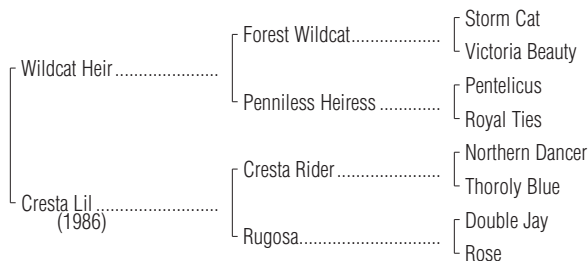 Storm Cat
Forest Wildcat
Victoria Beauty
Wildcat Heir
Pentelicus
Penniless Heiress
Royal Ties
Northern Dancer
Cresta Rider
Thoroly Blue
Cresta Lil
(1986)
Double Jay
Rugosa
Rose